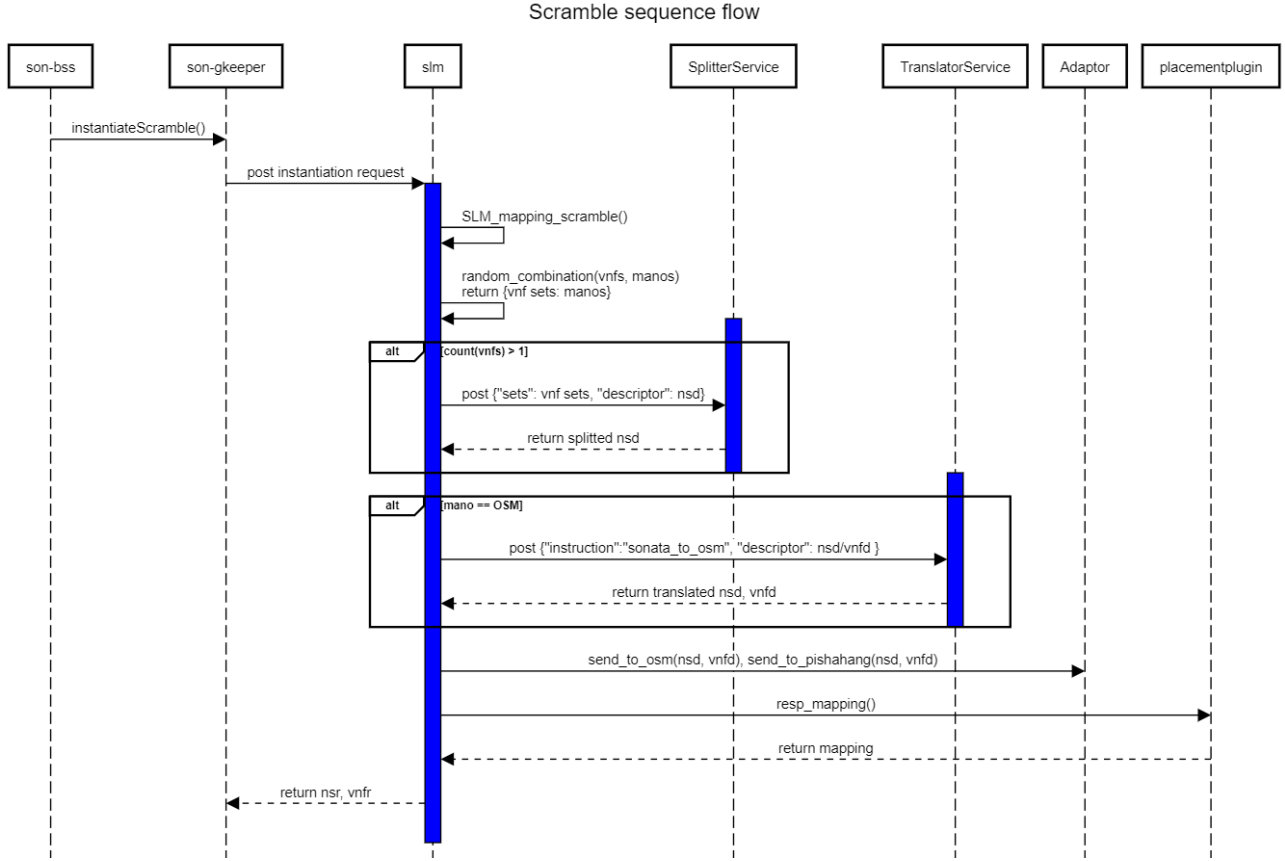 Scramble sequence flow
son-bss
son-gkeeper
slm
SplitterService
TranslatorService
Adaptor
placementplugin
instantiateScramble()
post instantiation request
SLM_mapping_scramble()
random_combination(vnfs, manos)
return {vnf sets: manos}
alt
[count(vnfs) > 1]
post {"sets": vnf sets, "descriptor": nsd}
return splitted nsd
alt
[mano == OSM]
post {"instruction":"sonata_to_osm", "descriptor": nsd/vnfd }
return translated nsd, vnfd
send_to_osm(nsd, vnfd), send_to_pishahang(nsd, vnfd)
resp_mapping()
return mapping
return nsr, vnfr